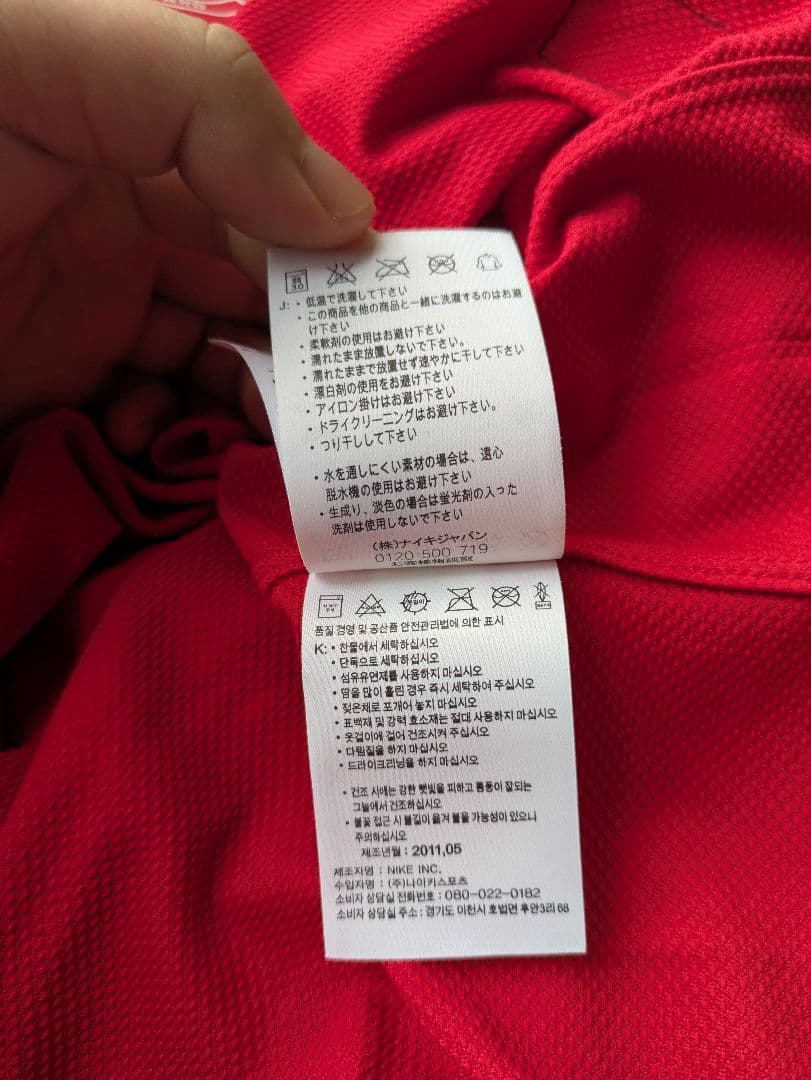 30
J: ・低温で洗濯して下さい
・この商品を他の商品と一緒に洗濯するのはお避
け下さい
・柔軟剤の使用はお避け下さい
・濡れたまま放置しないで下さい。
・濡れたままで放置せず速やかに干して下さい
・漂白剤の使用をお避け下さい
・アイロン掛けはお避け下さい
・ドライクリーニングはお避け下さい。
・つり干しして下さい
・水を通しにくい素材の場合は、遠心
脱水機の使用はお避け下さい
・生成り、淡色の場合は蛍光剤の入った
洗剤は使用しないで下さい
(株)ナイキジャパン
0120 500 719
품질 경영 및 공산품 안전관리법에 의한 표시
K: • 찬물에서 세탁하십시오
• 단독으로 세탁하십시오
• 섬유유연제를 사용하지 마십시오
• 땀을 많이 흘린 경우 즉시 세탁하여 주십시오
• 젖은채로 포개어 놓지 마십시오
• 표백제 및 강력 효소제는 절대 사용하지 마십시오
• 옷걸이에 걸어 건조시켜 주십시오
• 다림질을 하지 마십시오
• 드라이크리닝을 하지 마십시오
• 건조 시에는 강한 햇빛을 피하고 통풍이 잘되는
그늘에서 건조하십시오
• 불꽃 접근 시 불길이 옮겨 붙을 가능성이 있으니
주의하십시오
제조년월 : 2011,05
제조자명 : NIKE INC.
수입자명 : (주)나이키스포츠
소비자 상담실 전화번호 : 080-022-0182
소비자 상담실 주소 : 경기도 이천시 호법면 후안3리 68